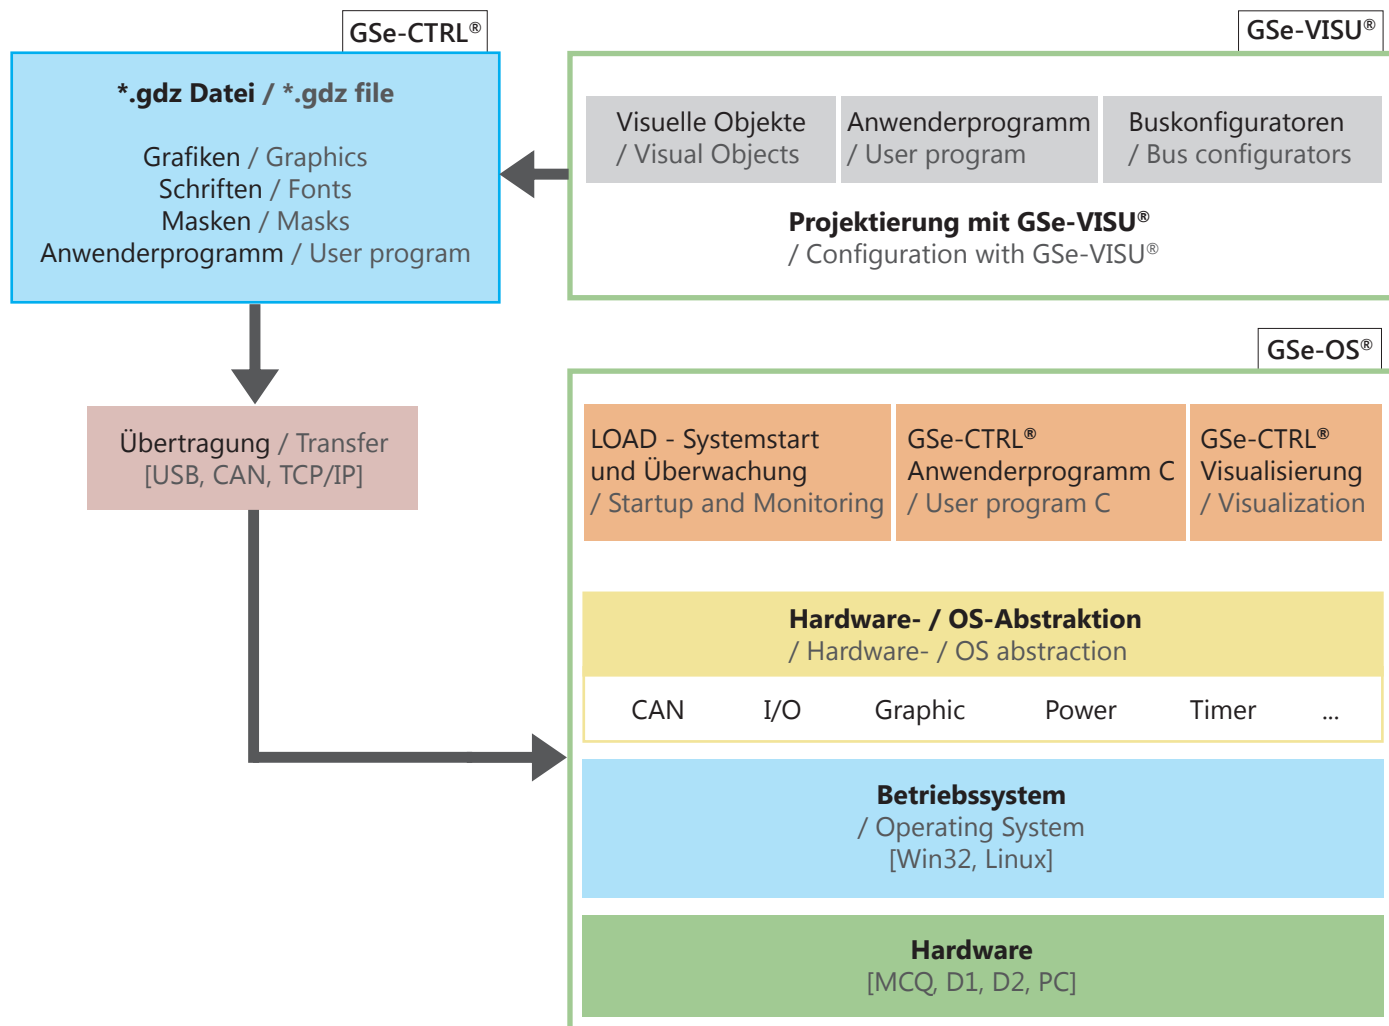 GSe-CTRL®
*.gdz Datei / *.gdz file
Grafiken / Graphics
Schriften / Fonts
Masken / Masks
Anwenderprogramm / User program
GSe-VISU®
Visuelle Objekte
/ Visual Objects
Anwenderprogramm
/ User program
Buskonfiguratoren
/ Bus configurators
Projektierung mit GSe-VISU®
/ Configuration with GSe-VISU®
Übertragung / Transfer
[USB, CAN, TCP/IP]
GSe-OS®
LOAD - Systemstart
und Überwachung
/ Startup and Monitoring
GSe-CTRL®
Anwenderprogramm C
/ User program C
GSe-CTRL®
Visualisierung
/ Visualization
Hardware- / OS-Abstraktion
/ Hardware- / OS abstraction
CAN I/O Graphic Power Timer ...
Betriebssystem
/ Operating System
[Win32, Linux]
Hardware
[MCQ, D1, D2, PC]